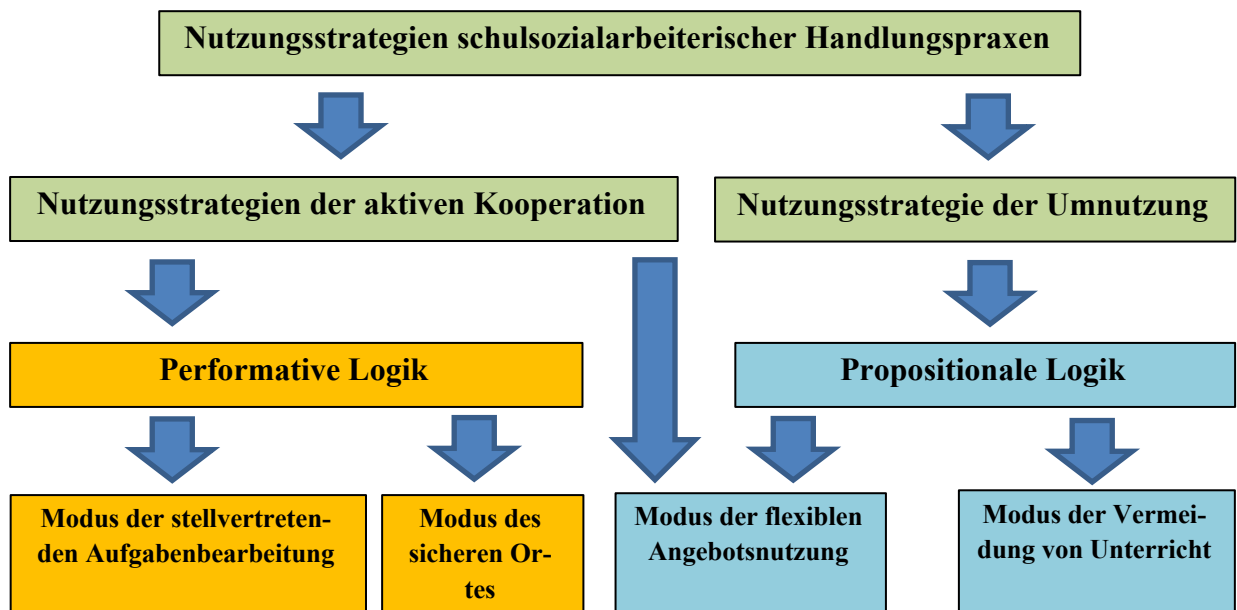 Nutzungsstrategien schulsozialarbeiterischer Handlungspraxen
Nutzungsstrategien der aktiven Kooperation
Nutzungsstrategie der Umnutzung
Performative Logik
Propositionale Logik
Modus der stellvertreten-
den Aufgabenbearbeitung
Modus des
sicheren Or-
tes
Modus der flexiblen
Angebotsnutzung
Modus der Vermei-
dung von Unterricht